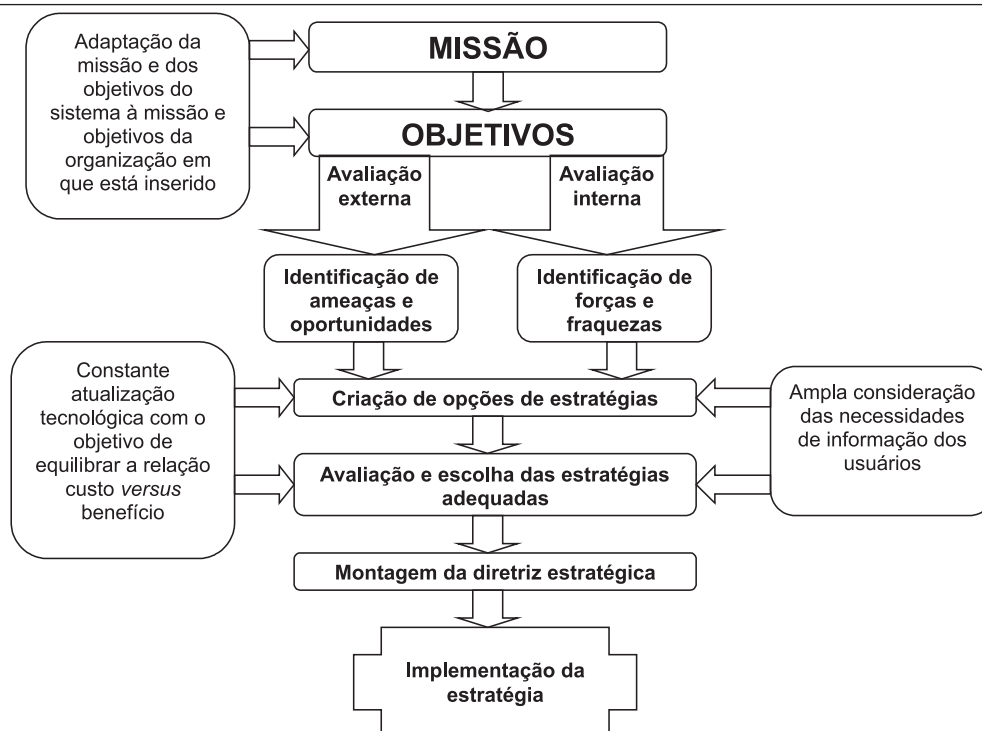 Adaptação da
missão e dos
objetivos do
sistema à missão e
objetivos da
organização em
que está inserido
MISSÃO
OBJETIVOS
Avaliação
externa
Avaliação
interna
Identificação de
ameaças e
oportunidades
Identificação de
forças e
fraquezas
Constante
atualização
tecnológica com o
objetivo de
equilibrar a relação
custo versus
benefício
Criação de opções de estratégias
Ampla consideração
das necessidades
de informação dos
usuários
Avaliação e escolha das estratégias
adequadas
Montagem da diretriz estratégica
Implementação da
estratégia